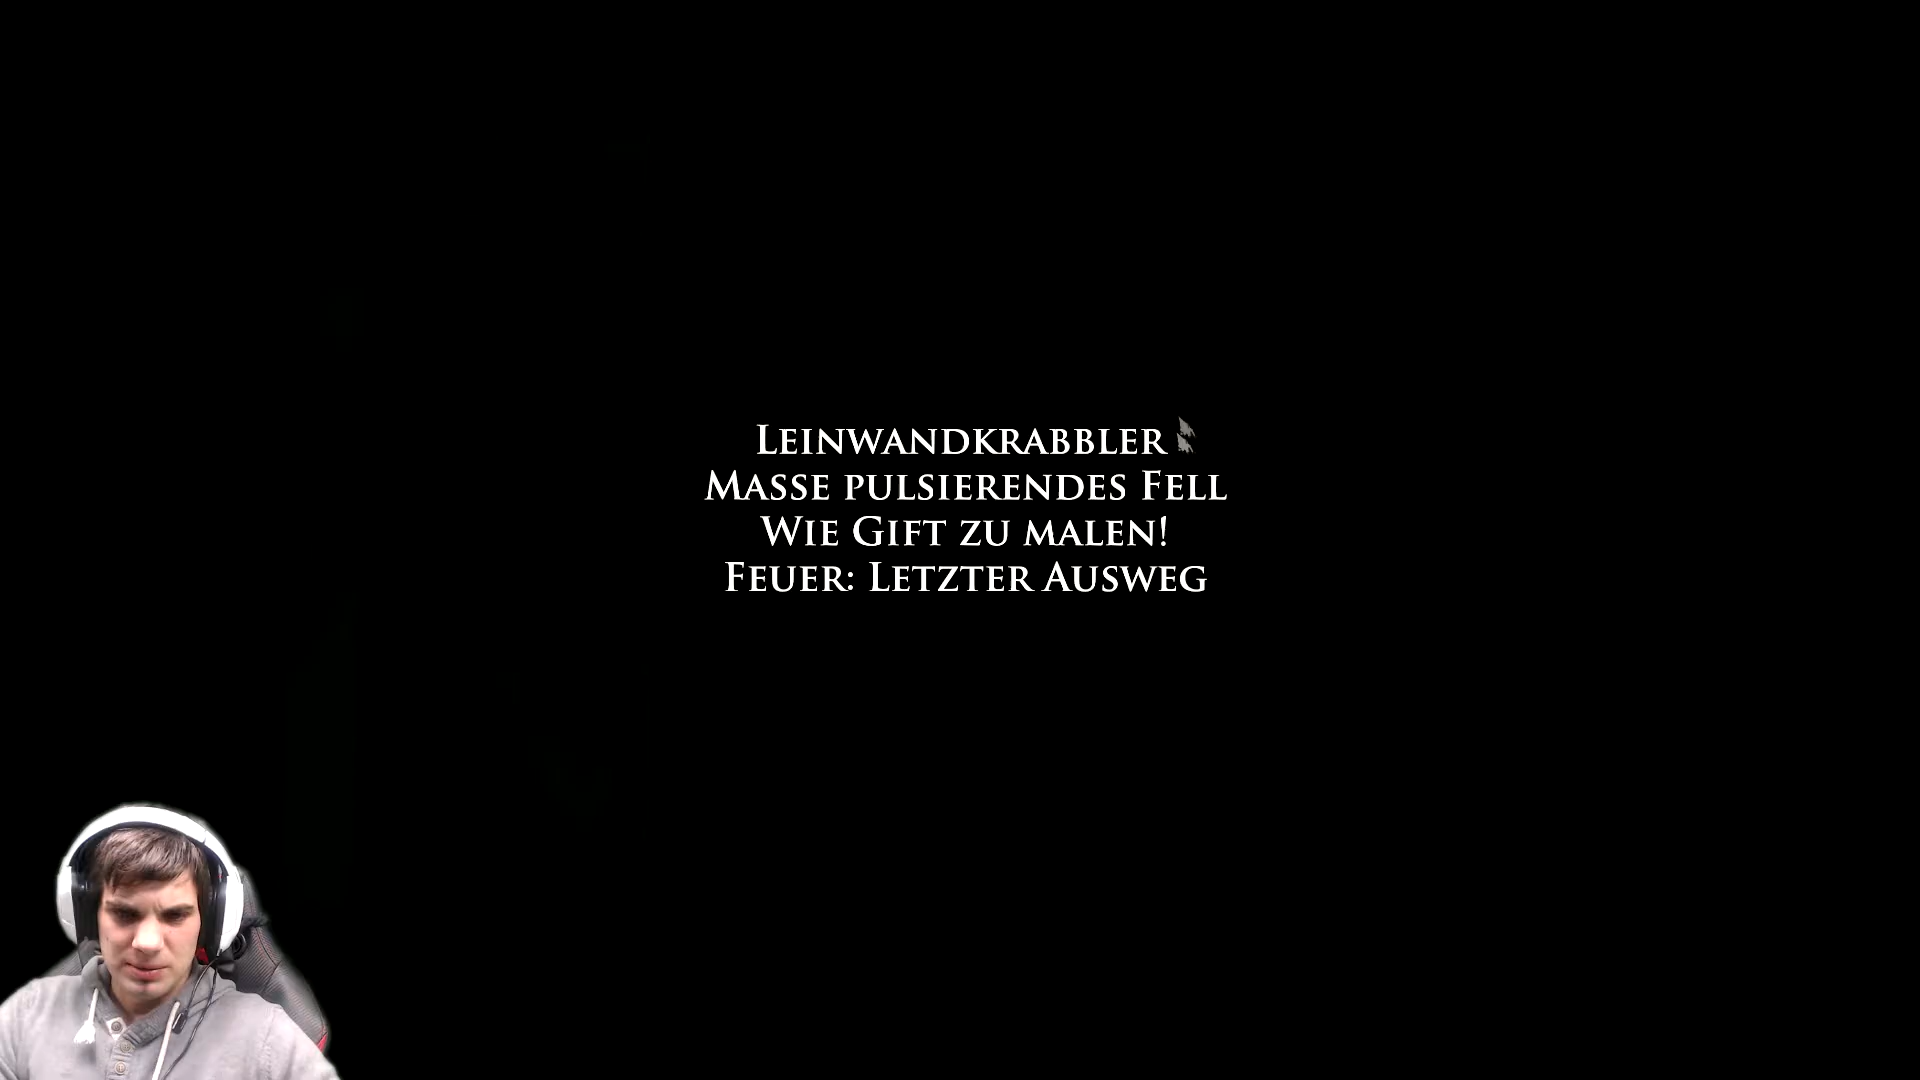 Leinwandkrabbler
Masse pulsierendes Fell
Wie Gift zu malen!
Feuer: Letzter Ausweg